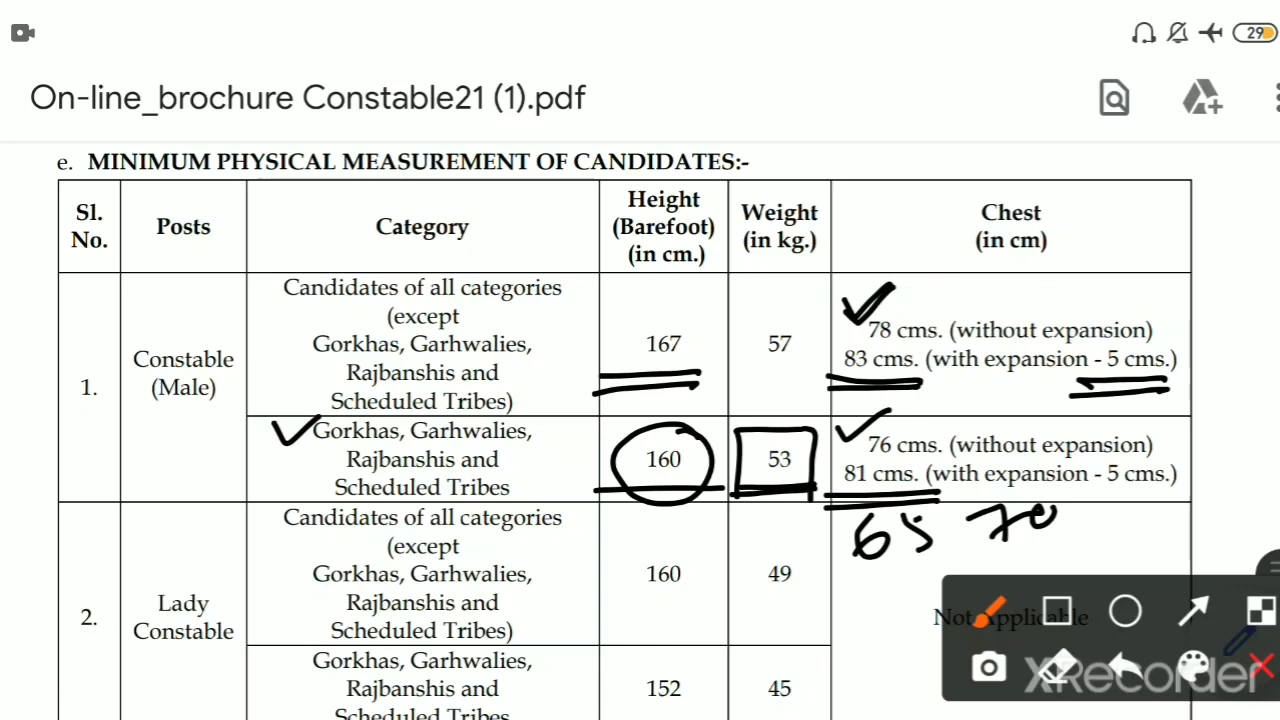 29
On-line_brochure Constable21 (1).pdf
e. MINIMUM PHYSICAL MEASUREMENT OF CANDIDATES:-
Sl. No.
Posts
Category
Height (Barefoot) (in cm.)
Weight (in kg.)
Chest (in cm)
1.
Constable (Male)
Candidates of all categories
(except
Gorkhas, Garhwalies,
Rajbanshis and
Scheduled Tribes)
167
57
78 cms. (without expansion)
83 cms. (with expansion - 5 cms.)
Gorkhas, Garhwalies,
Rajbanshis and
Scheduled Tribes
160
53
76 cms. (without expansion)
81 cms. (with expansion - 5 cms.)
65 70
2.
Lady Constable
Candidates of all categories
(except
Gorkhas, Garhwalies,
Rajbanshis and
Scheduled Tribes)
160
49
Not Applicable
Gorkhas, Garhwalies,
Rajbanshis and
Scheduled Tribes
152
45
XRecorder